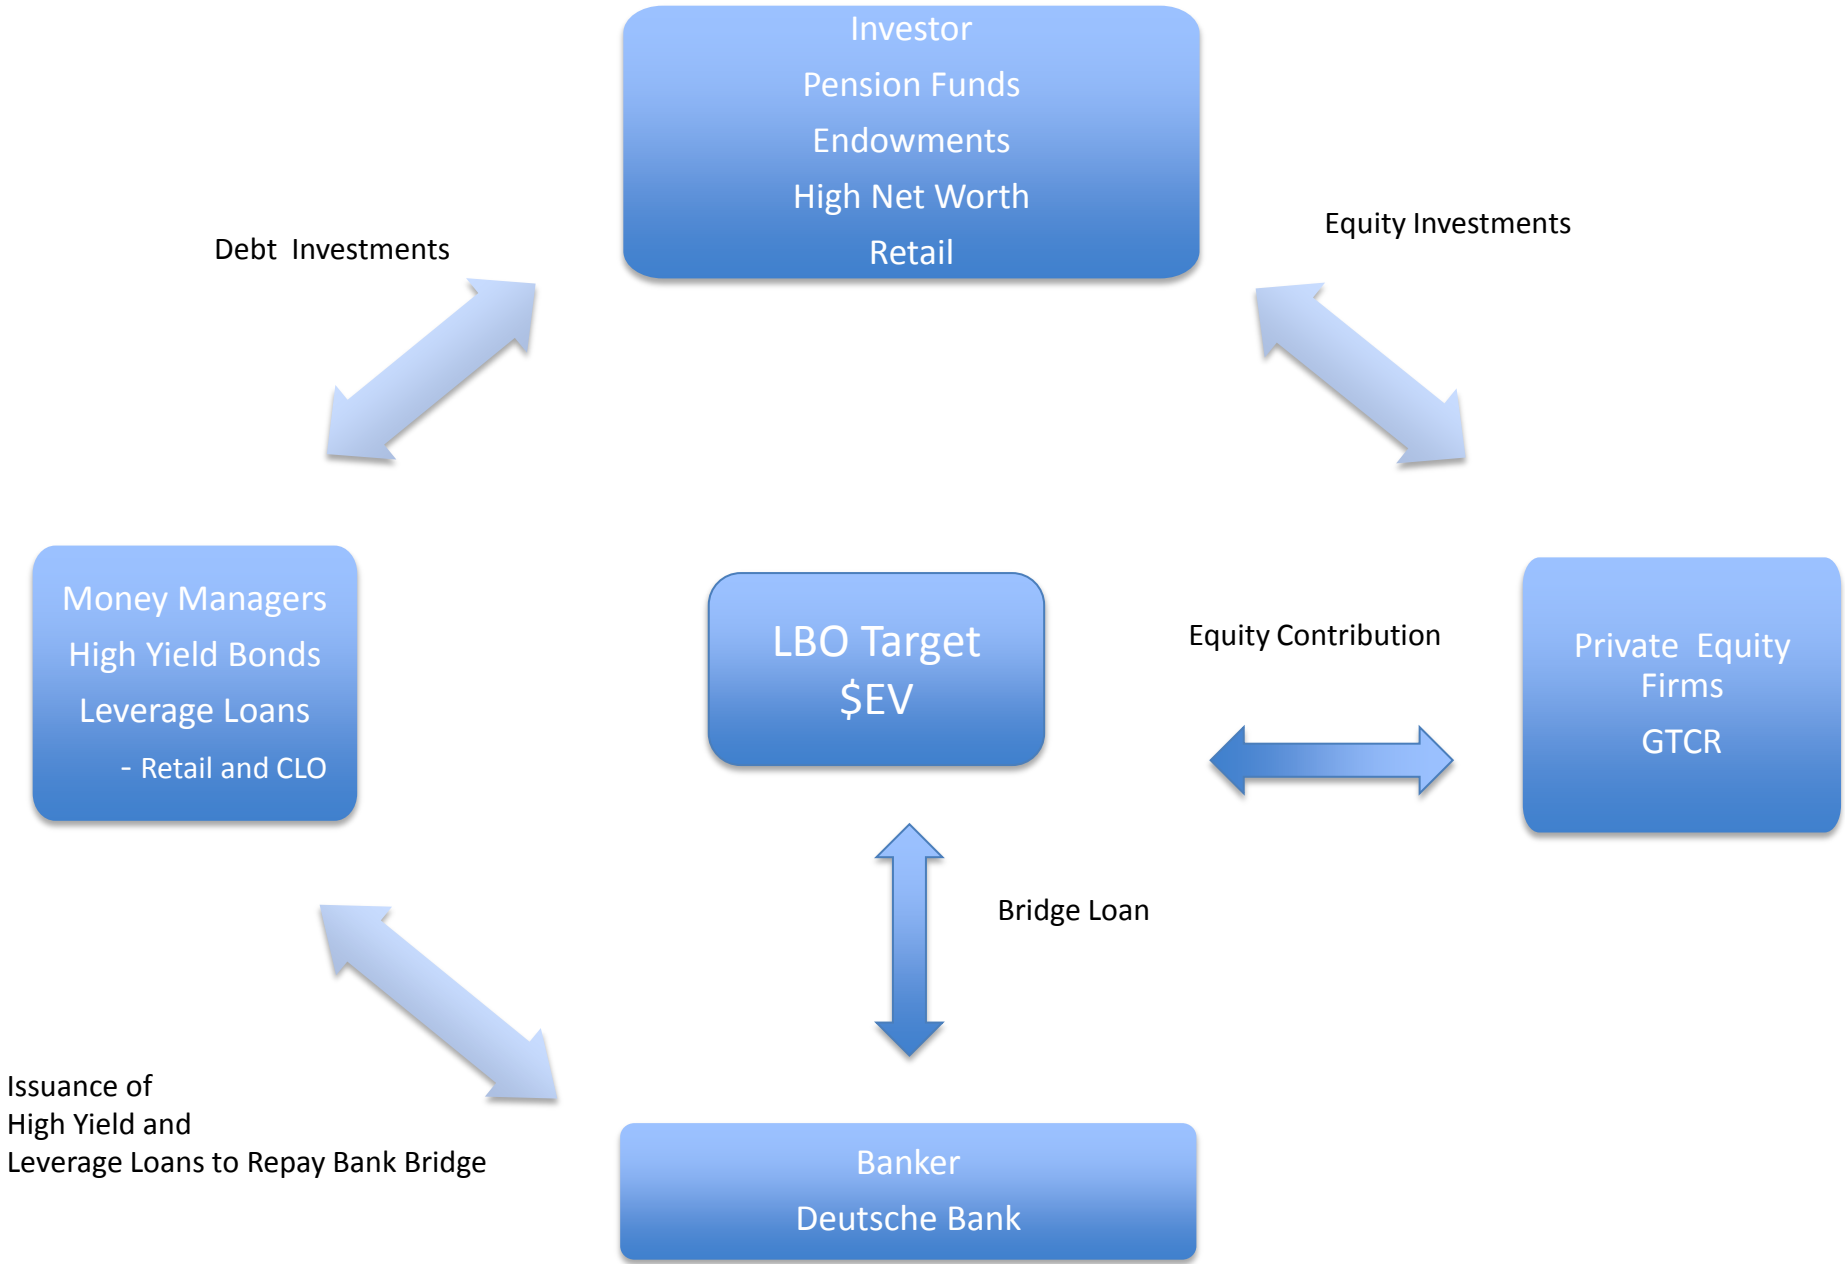 Investor
Pension Funds
Endowments
High Net Worth
Retail
Debt  Investments
Equity Investments
Money Managers
High Yield Bonds
Leverage Loans
- Retail and CLO
LBO Target
$EV
Equity Contribution
Private  Equity
Firms
GTCR
Bridge Loan
Issuance of
High Yield and
Leverage Loans to Repay Bank Bridge
Banker
Deutsche Bank